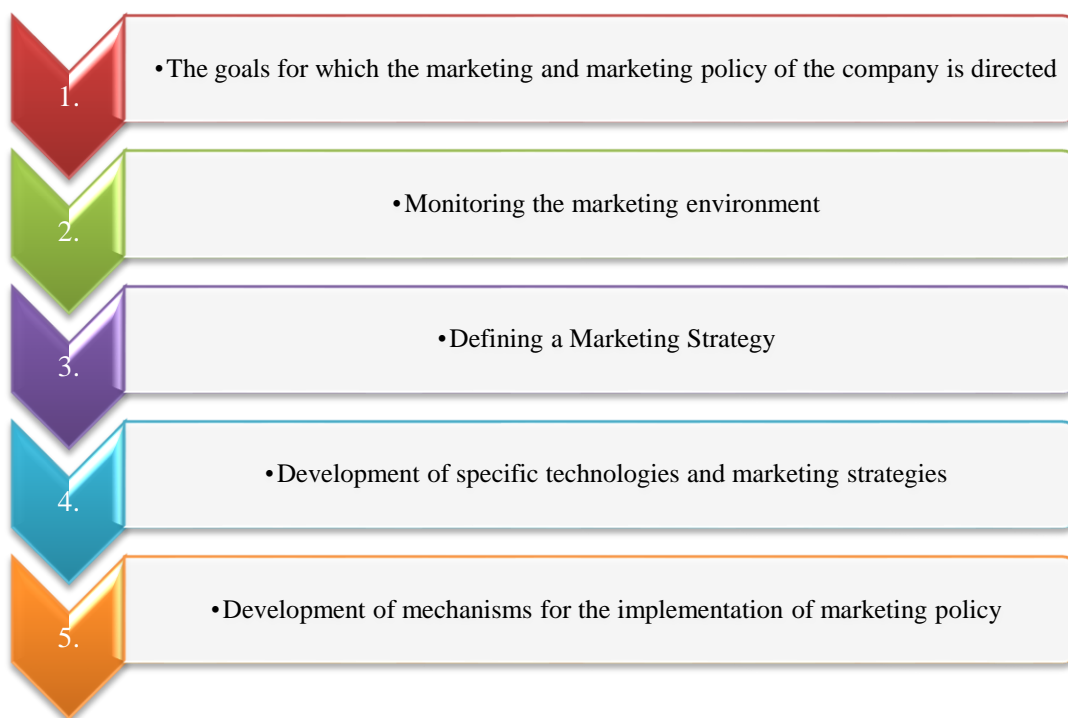 1.
•The goals for which the marketing and marketing policy of the company is directed
2.
•Monitoring the marketing environment
3.
•Defining a Marketing Strategy
4.
•Development of specific technologies and marketing strategies
5.
•Development of mechanisms for the implementation of marketing policy